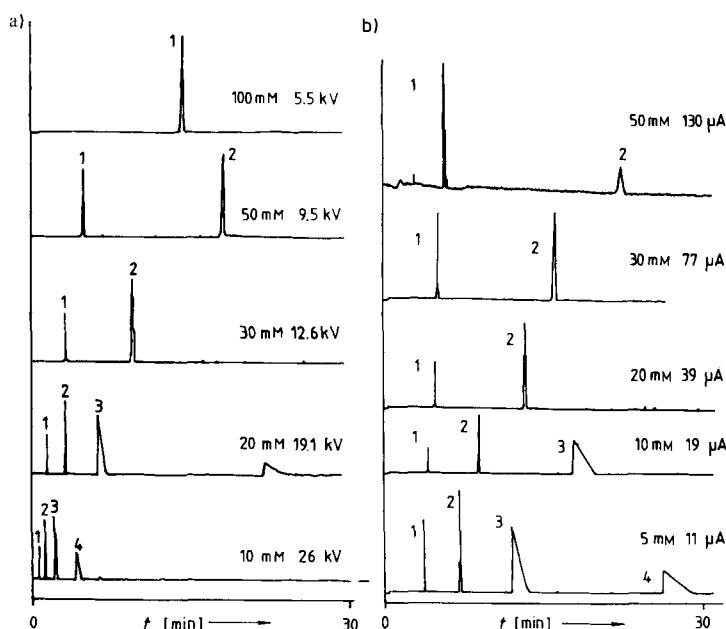 a)
1
100 mM 5.5 kV
1 2
50 mM 9.5 kV
1 2
30 mM 12.6 kV
1 2 3
20 mM 19.1 kV
1 2 3 4
10 mM 26 kV
0 t [min] 30
b)
1
50 mM 130 µA
2
1 2
30 mM 77 µA
1 2
20 mM 39 µA
1 2 3
10 mM 19 µA
1 2 3
5 mM 11 µA
4
0 t [min] 30